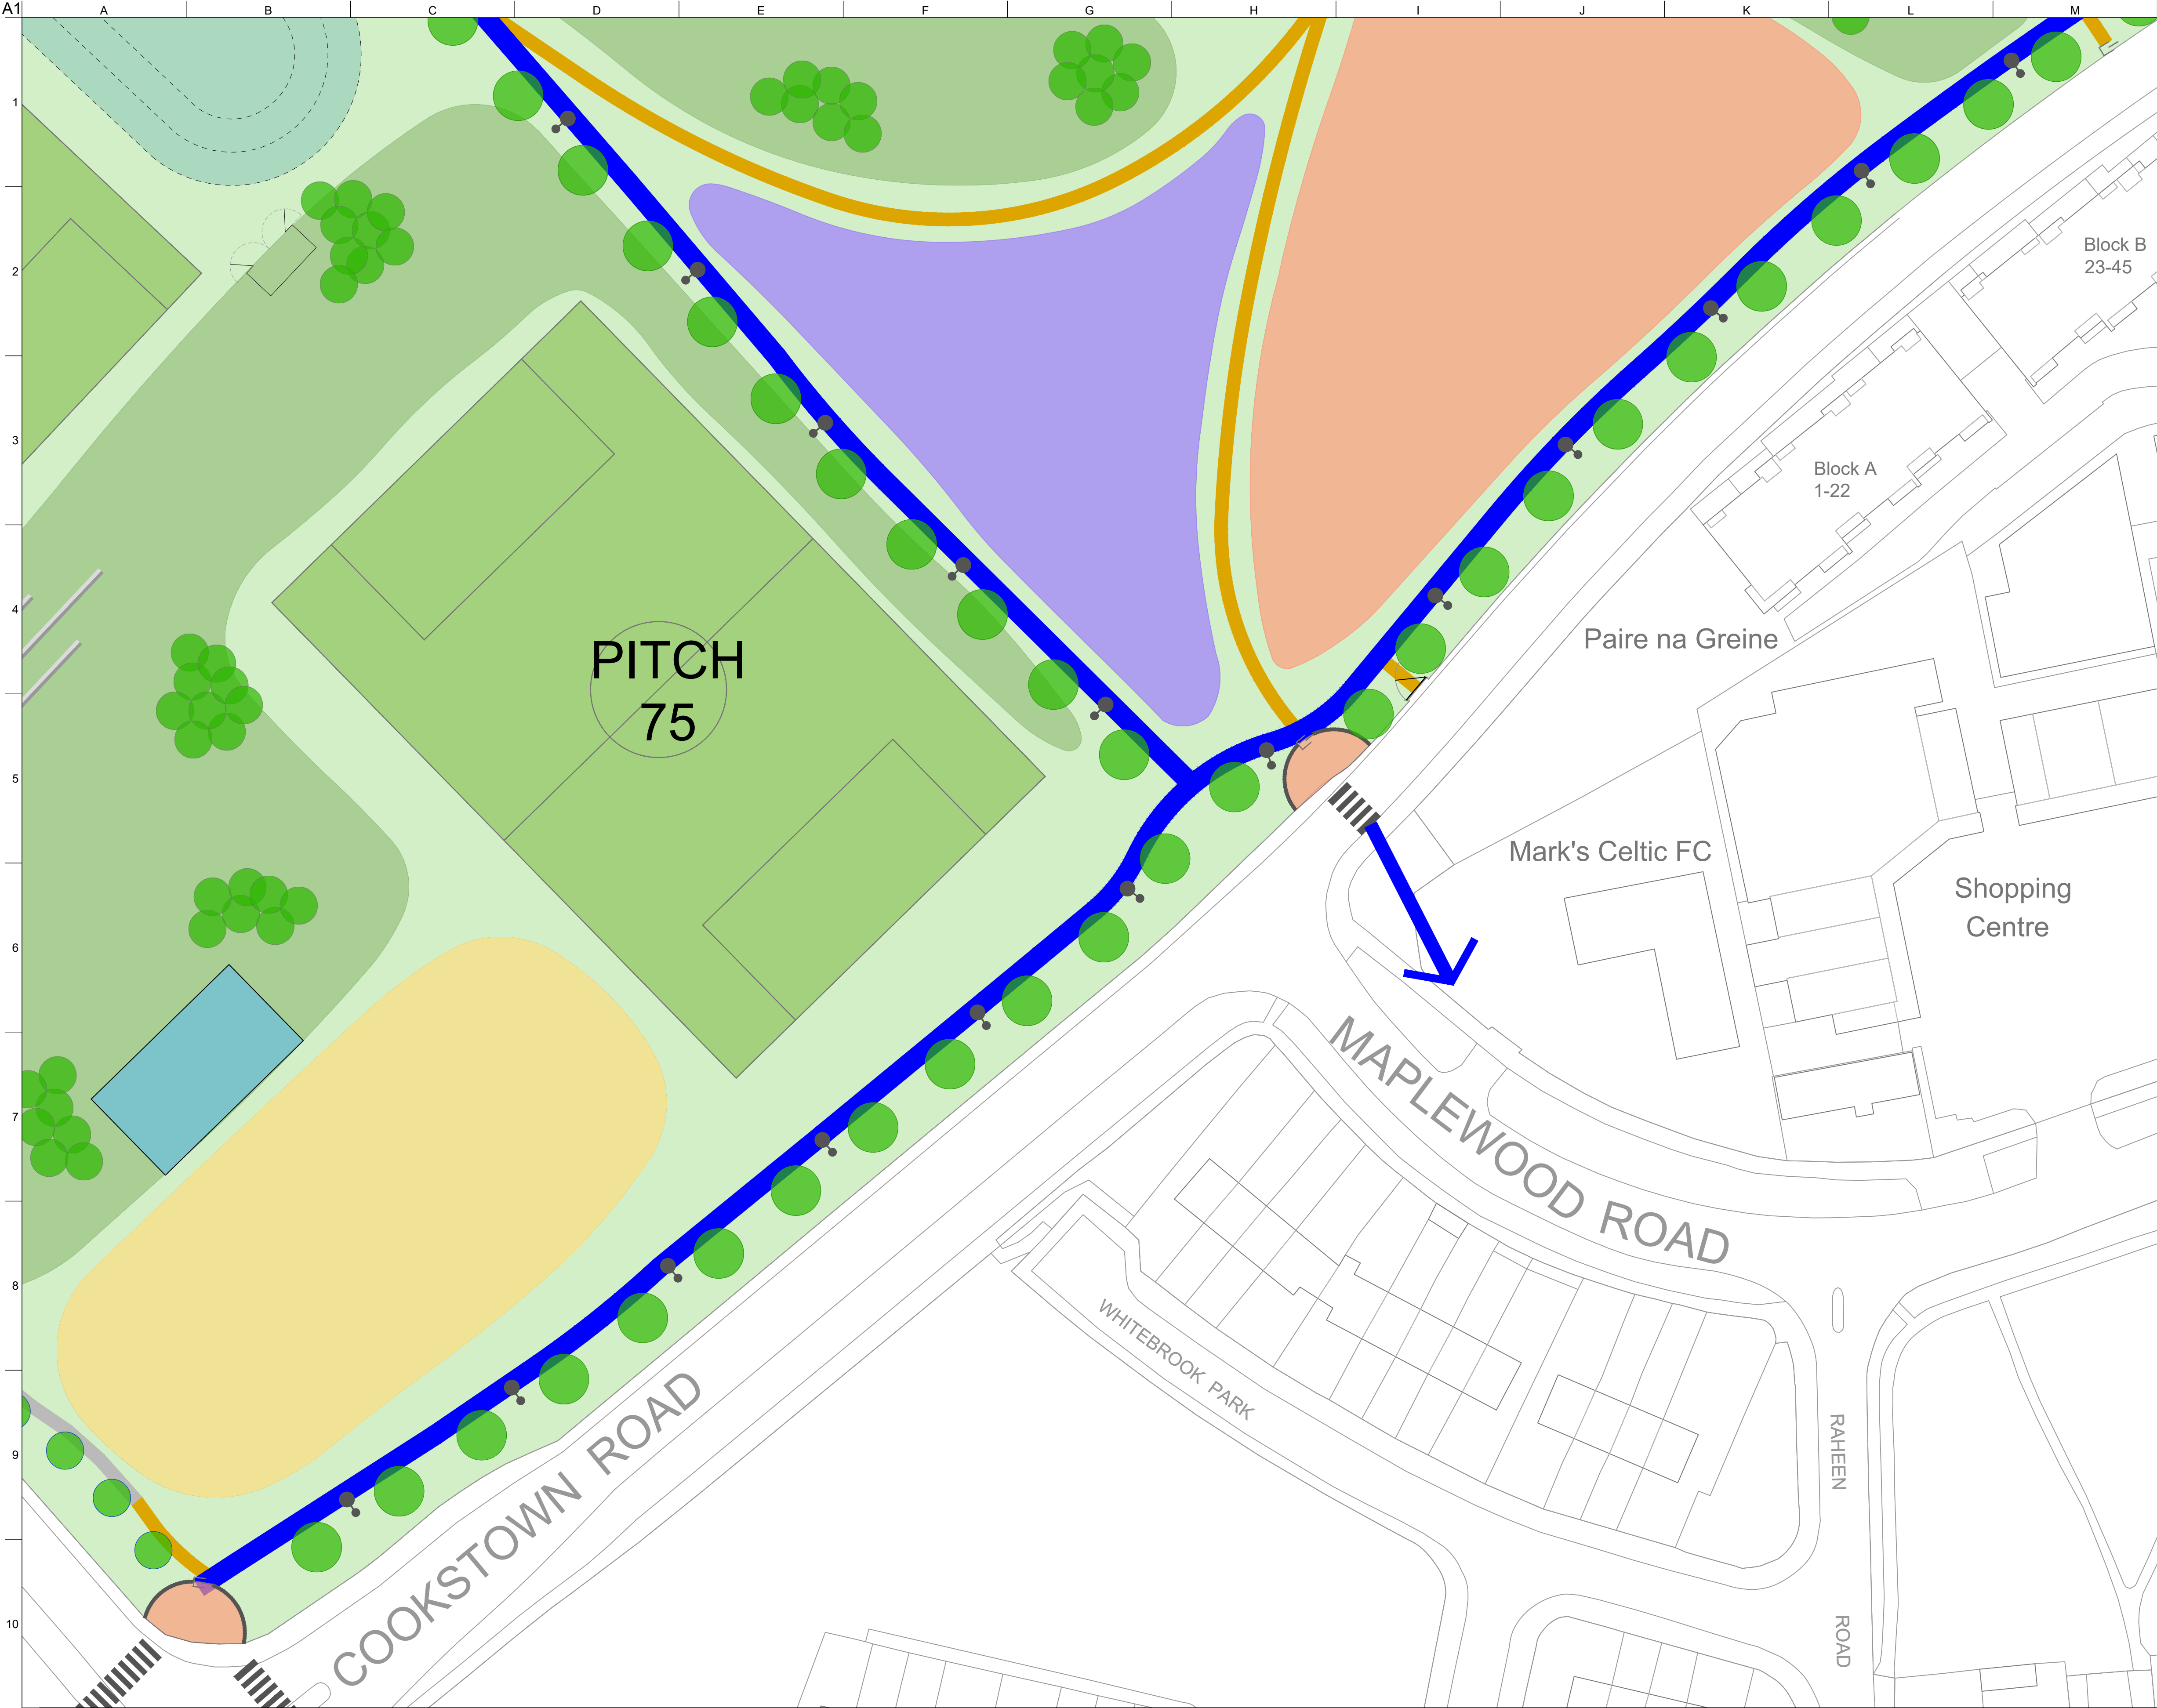 A1
A B C D E F G H I J K L M
1
2
3
4
5
6
7
8
9
10
Block B
23-45
Block A
1-22
PITCH
75
Paire na Greine
Mark's Celtic FC
Shopping
Centre
MAPLEWOOD ROAD
WHITEBROOK PARK
COOKSTOWN ROAD
RAHEEN
ROAD